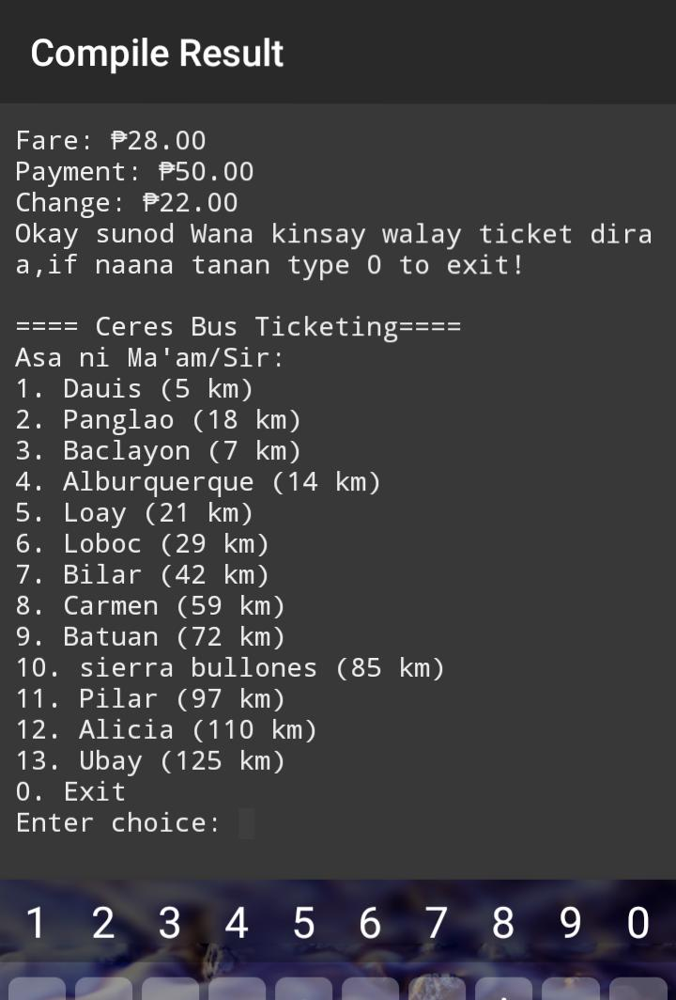 Compile Result
Fare: ₱28.00
Payment: ₱50.00
Change: ₱22.00
Okay sunod Wana kinsay walay ticket dira
a,if naana tanan type 0 to exit!
==== Ceres Bus Ticketing====
Asa ni Ma'am/Sir:
1. Dauis (5 km)
2. Panglao (18 km)
3. Baclayon (7 km)
4. Alburquerque (14 km)
5. Loay (21 km)
6. Loboc (29 km)
7. Bilar (42 km)
8. Carmen (59 km)
9. Batuan (72 km)
10. sierra bullones (85 km)
11. Pilar (97 km)
12. Alicia (110 km)
13. Ubay (125 km)
0. Exit
Enter choice:
1 2 3 4 5 6 7 8 9 0